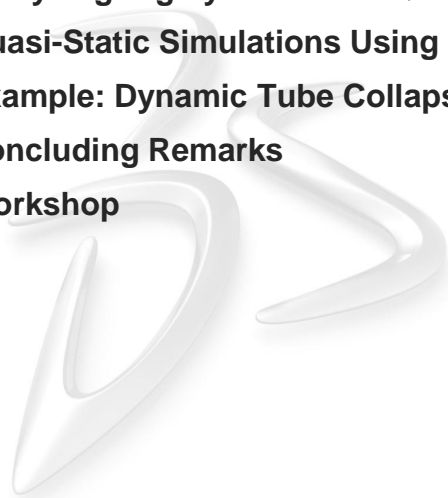 uasi-Static Simulations Using
xample: Dynamic Tube Collaps
oncluding Remarks
orkshop